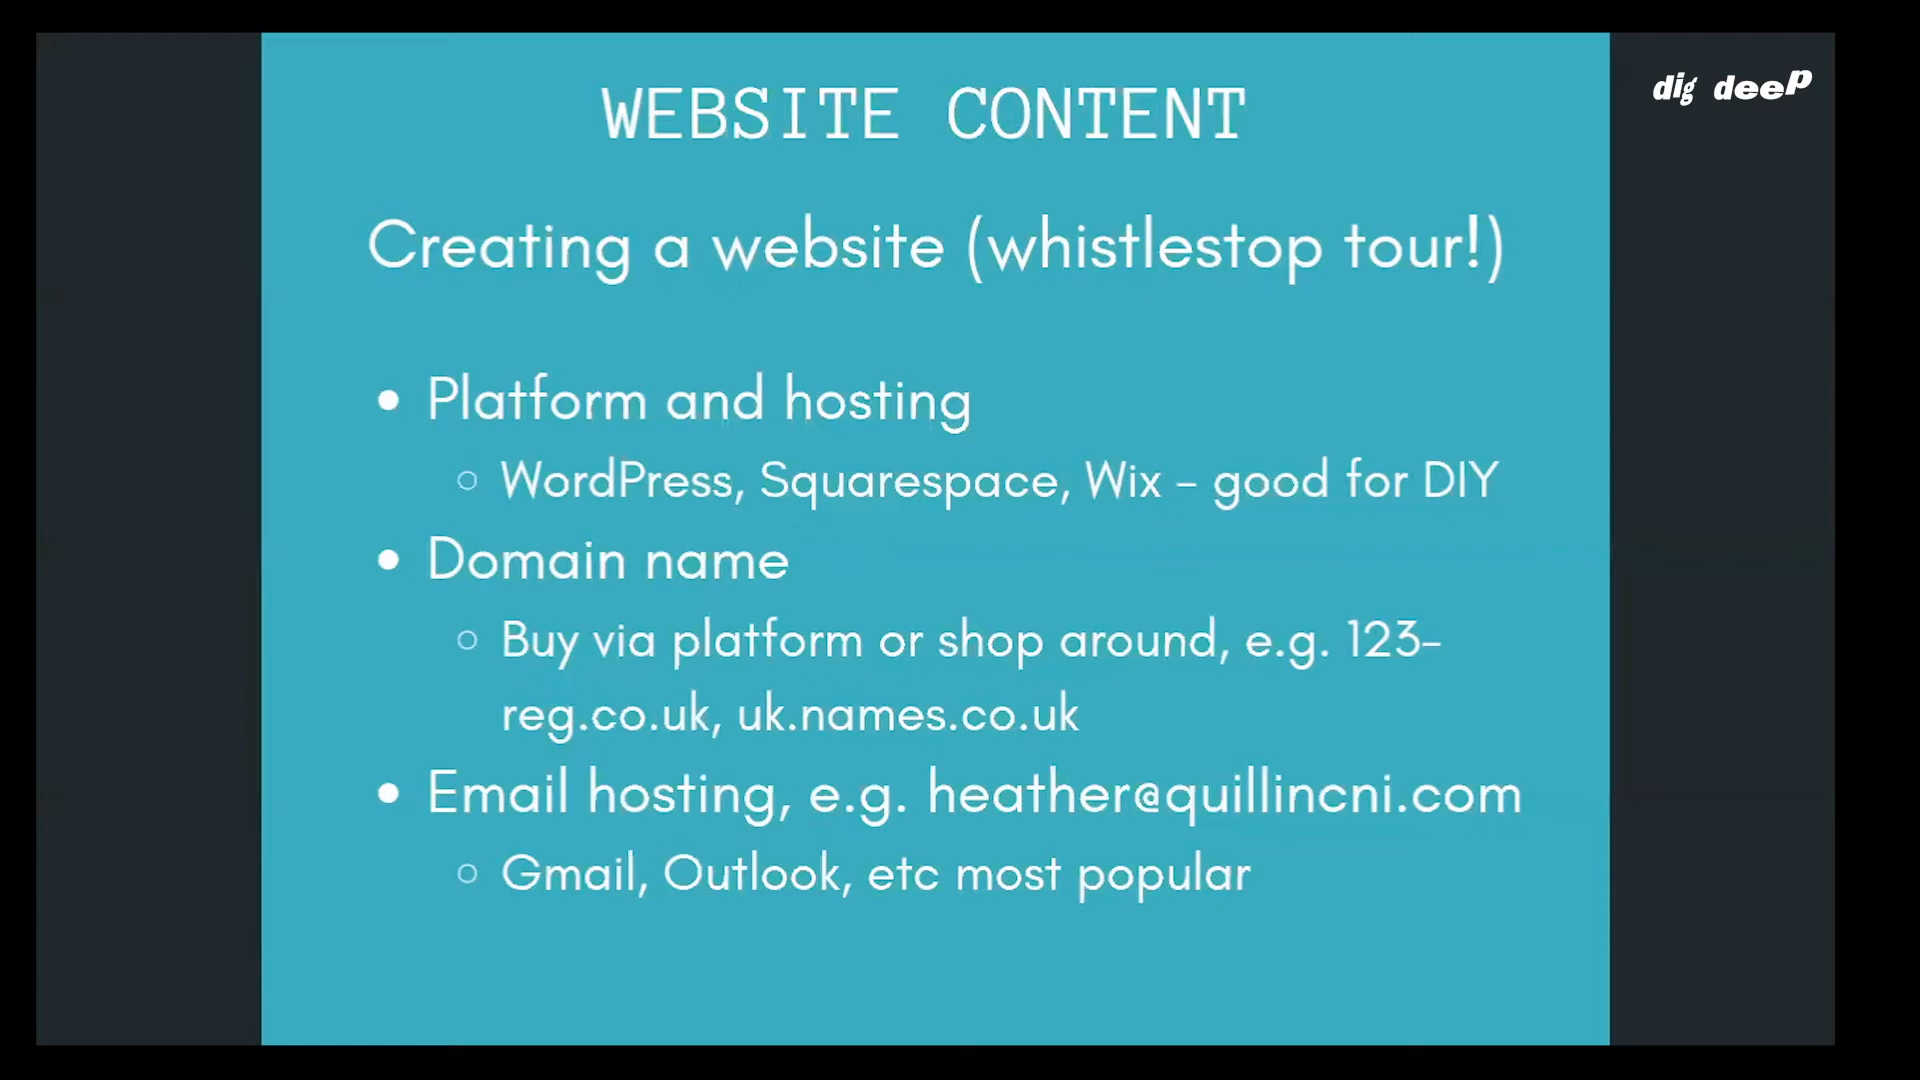 WEBSITE CONTENT
dig deep
Creating a website (whistlestop tour!)
• Platform and hosting
◦ WordPress, Squarespace, Wix - good for DIY
• Domain name
◦ Buy via platform or shop around, e.g. 123-
reg.co.uk, uk.names.co.uk
• Email hosting, e.g. heather@quillincni.com
◦ Gmail, Outlook, etc most popular